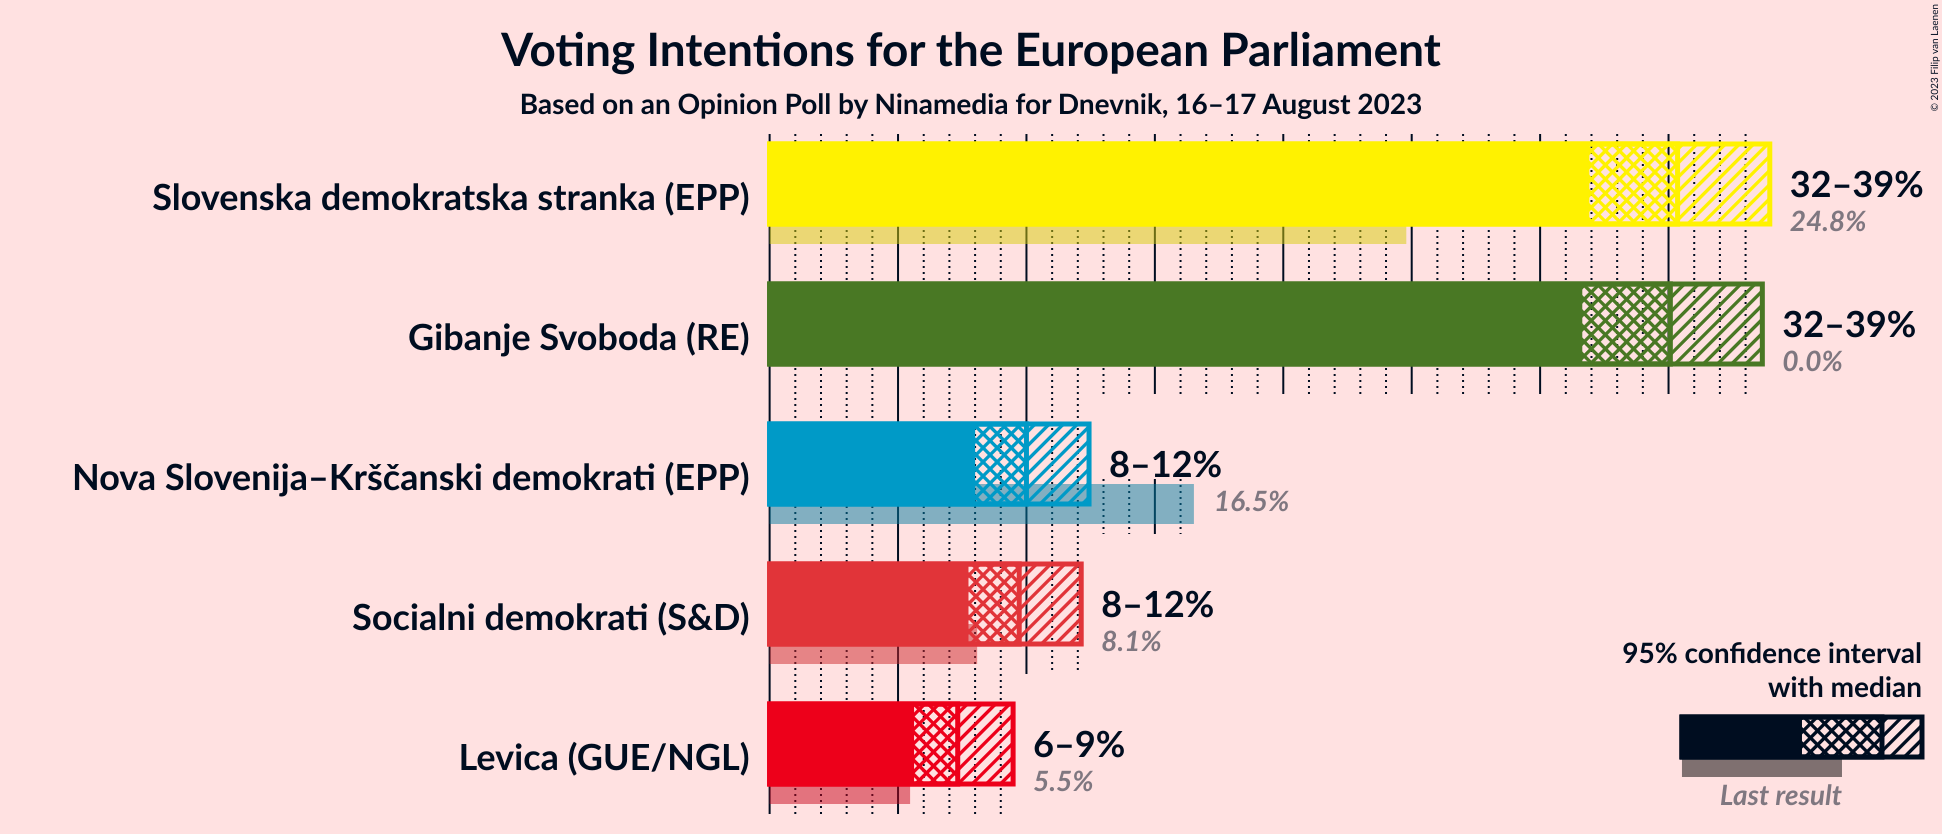 Voting Intentions for the European Parliament
Based on an Opinion Poll by Ninamedia for Dnevnik, 16–17 August 2023
© 2023 Filip van Laenen
Slovenska demokratska stranka (EPP)
32–39%
24.8%
Gibanje Svoboda (RE)
32–39%
0.0%
Nova Slovenija–Krščanski demokrati (EPP)
8–12%
16.5%
Socialni demokrati (S&D)
8–12%
8.1%
Levica (GUE/NGL)
6–9%
5.5%
95% confidence interval
with median
Last result